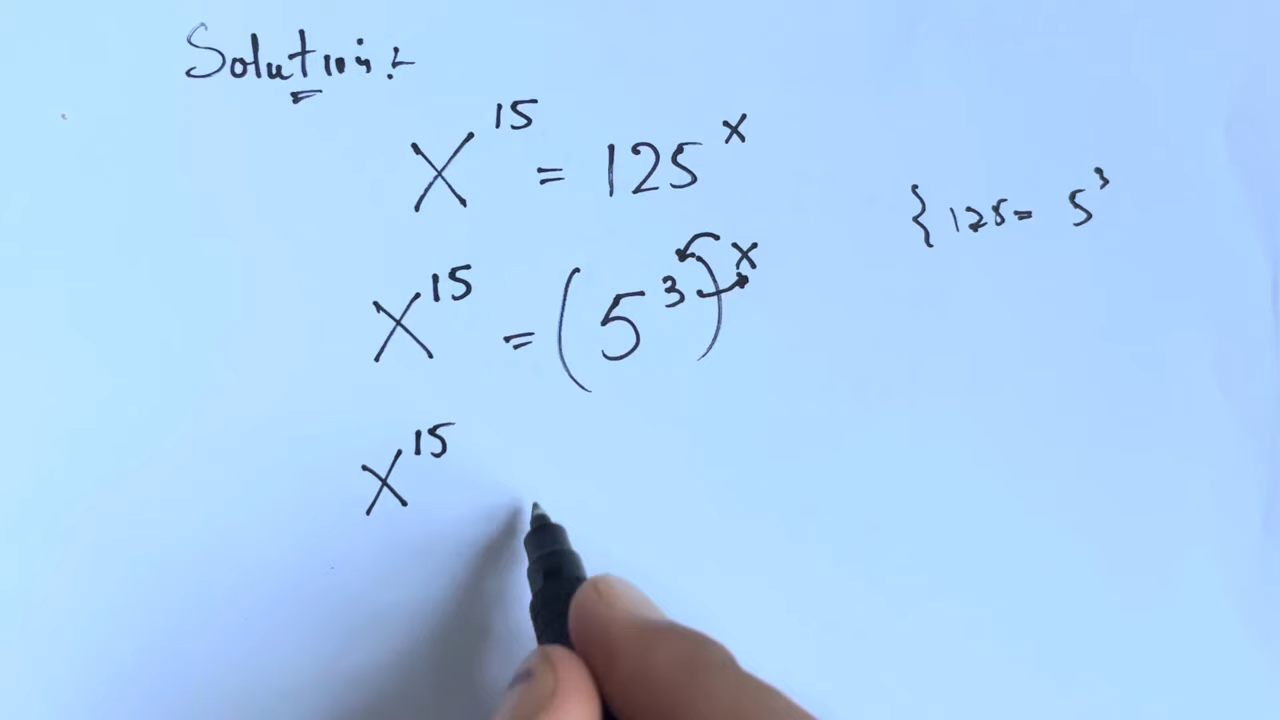 Solution:-
X^15 = 125^x
{125 = 5^3
X^15 = (5^3)^x
X^15